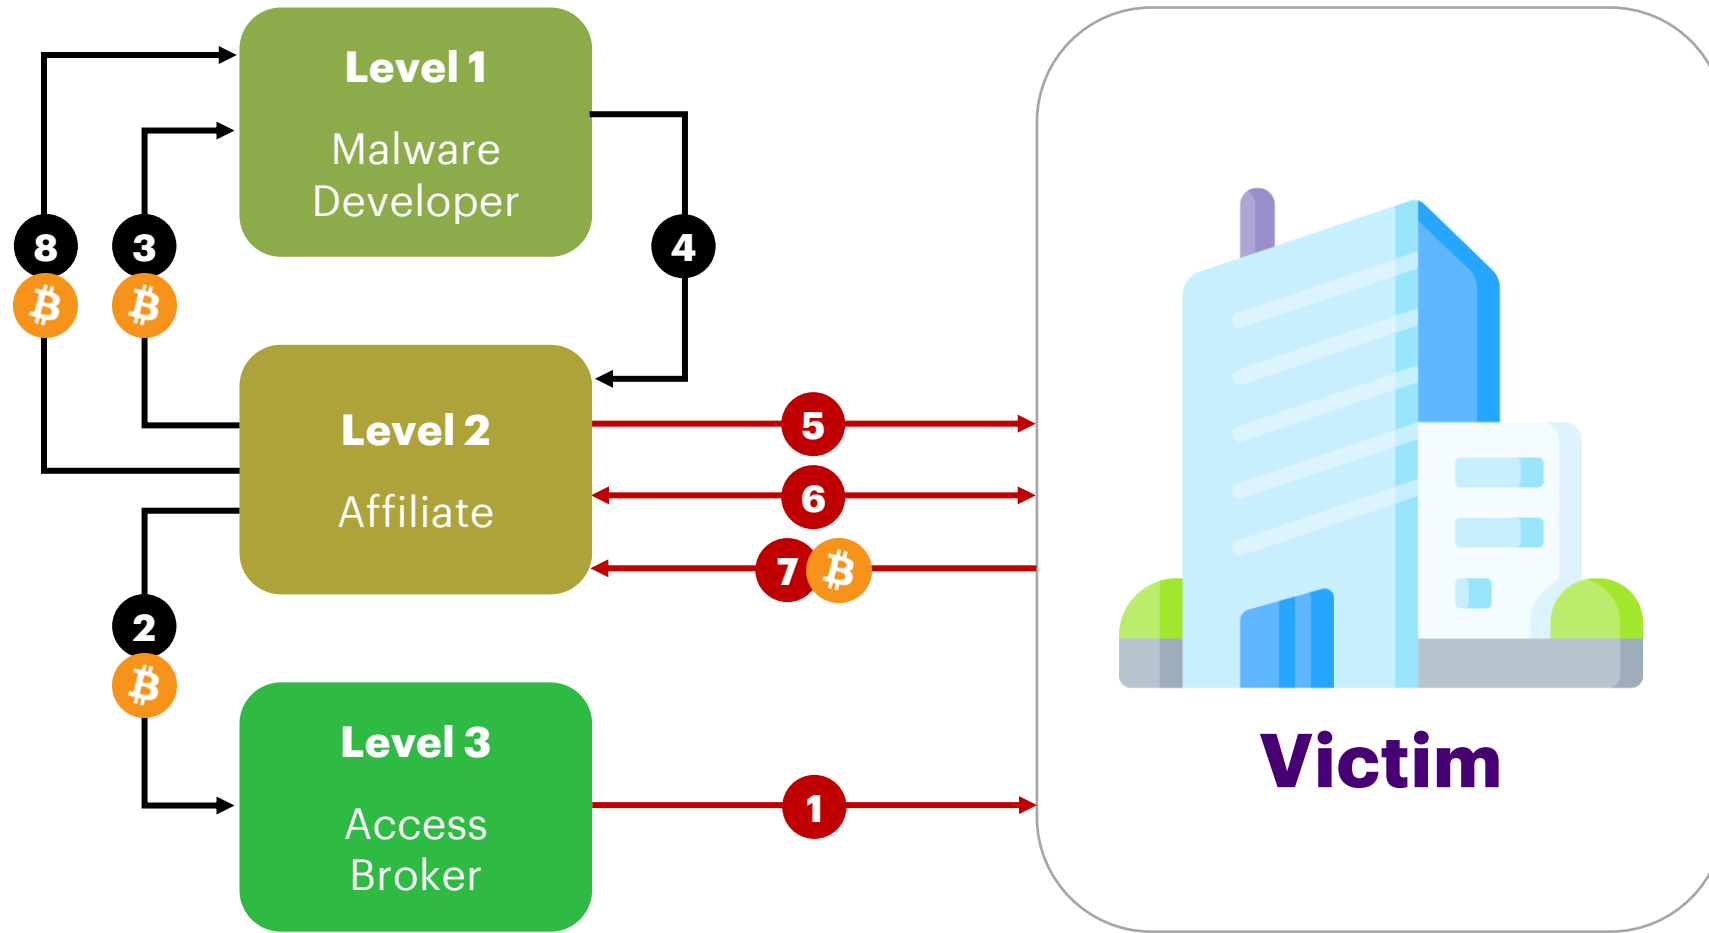 Level 1
Malware
Developer
8
3
4
Level 2
Affiliate
5
6
7
2
Level 3
Access
Broker
1
Victim